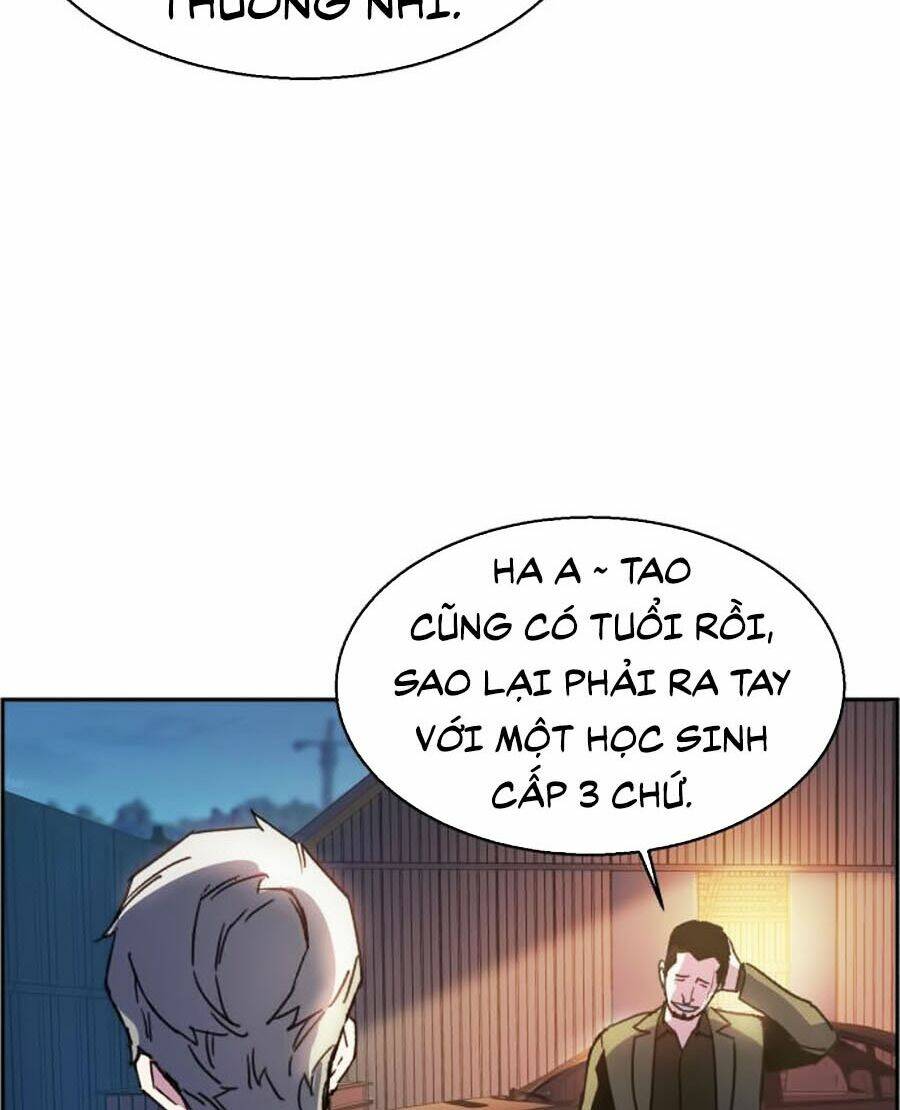 THƯƠNG NHỈ.
HA A ~ TAO
CŨNG CÓ TUỔI RỒI,
SAO LẠI PHẢI RA TAY
VỚI MỘT HỌC SINH
CẤP 3 CHỨ.